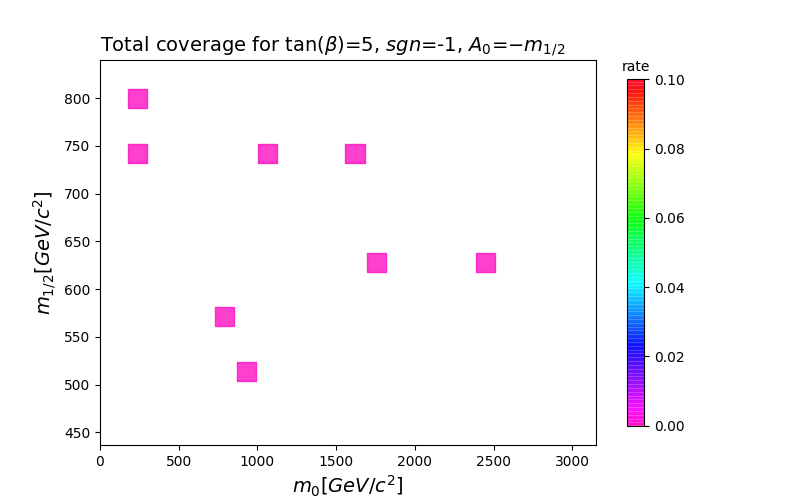 Total coverage for tan(β)=5, sgn=-1, A₀=−m₁/₂
rate
0.10
0.08
0.06
0.04
0.02
0.00
800
750
700
650
600
550
500
450
m₁/₂[GeV/c²]
0 500 1000 1500 2000 2500 3000
m₀[GeV/c²]